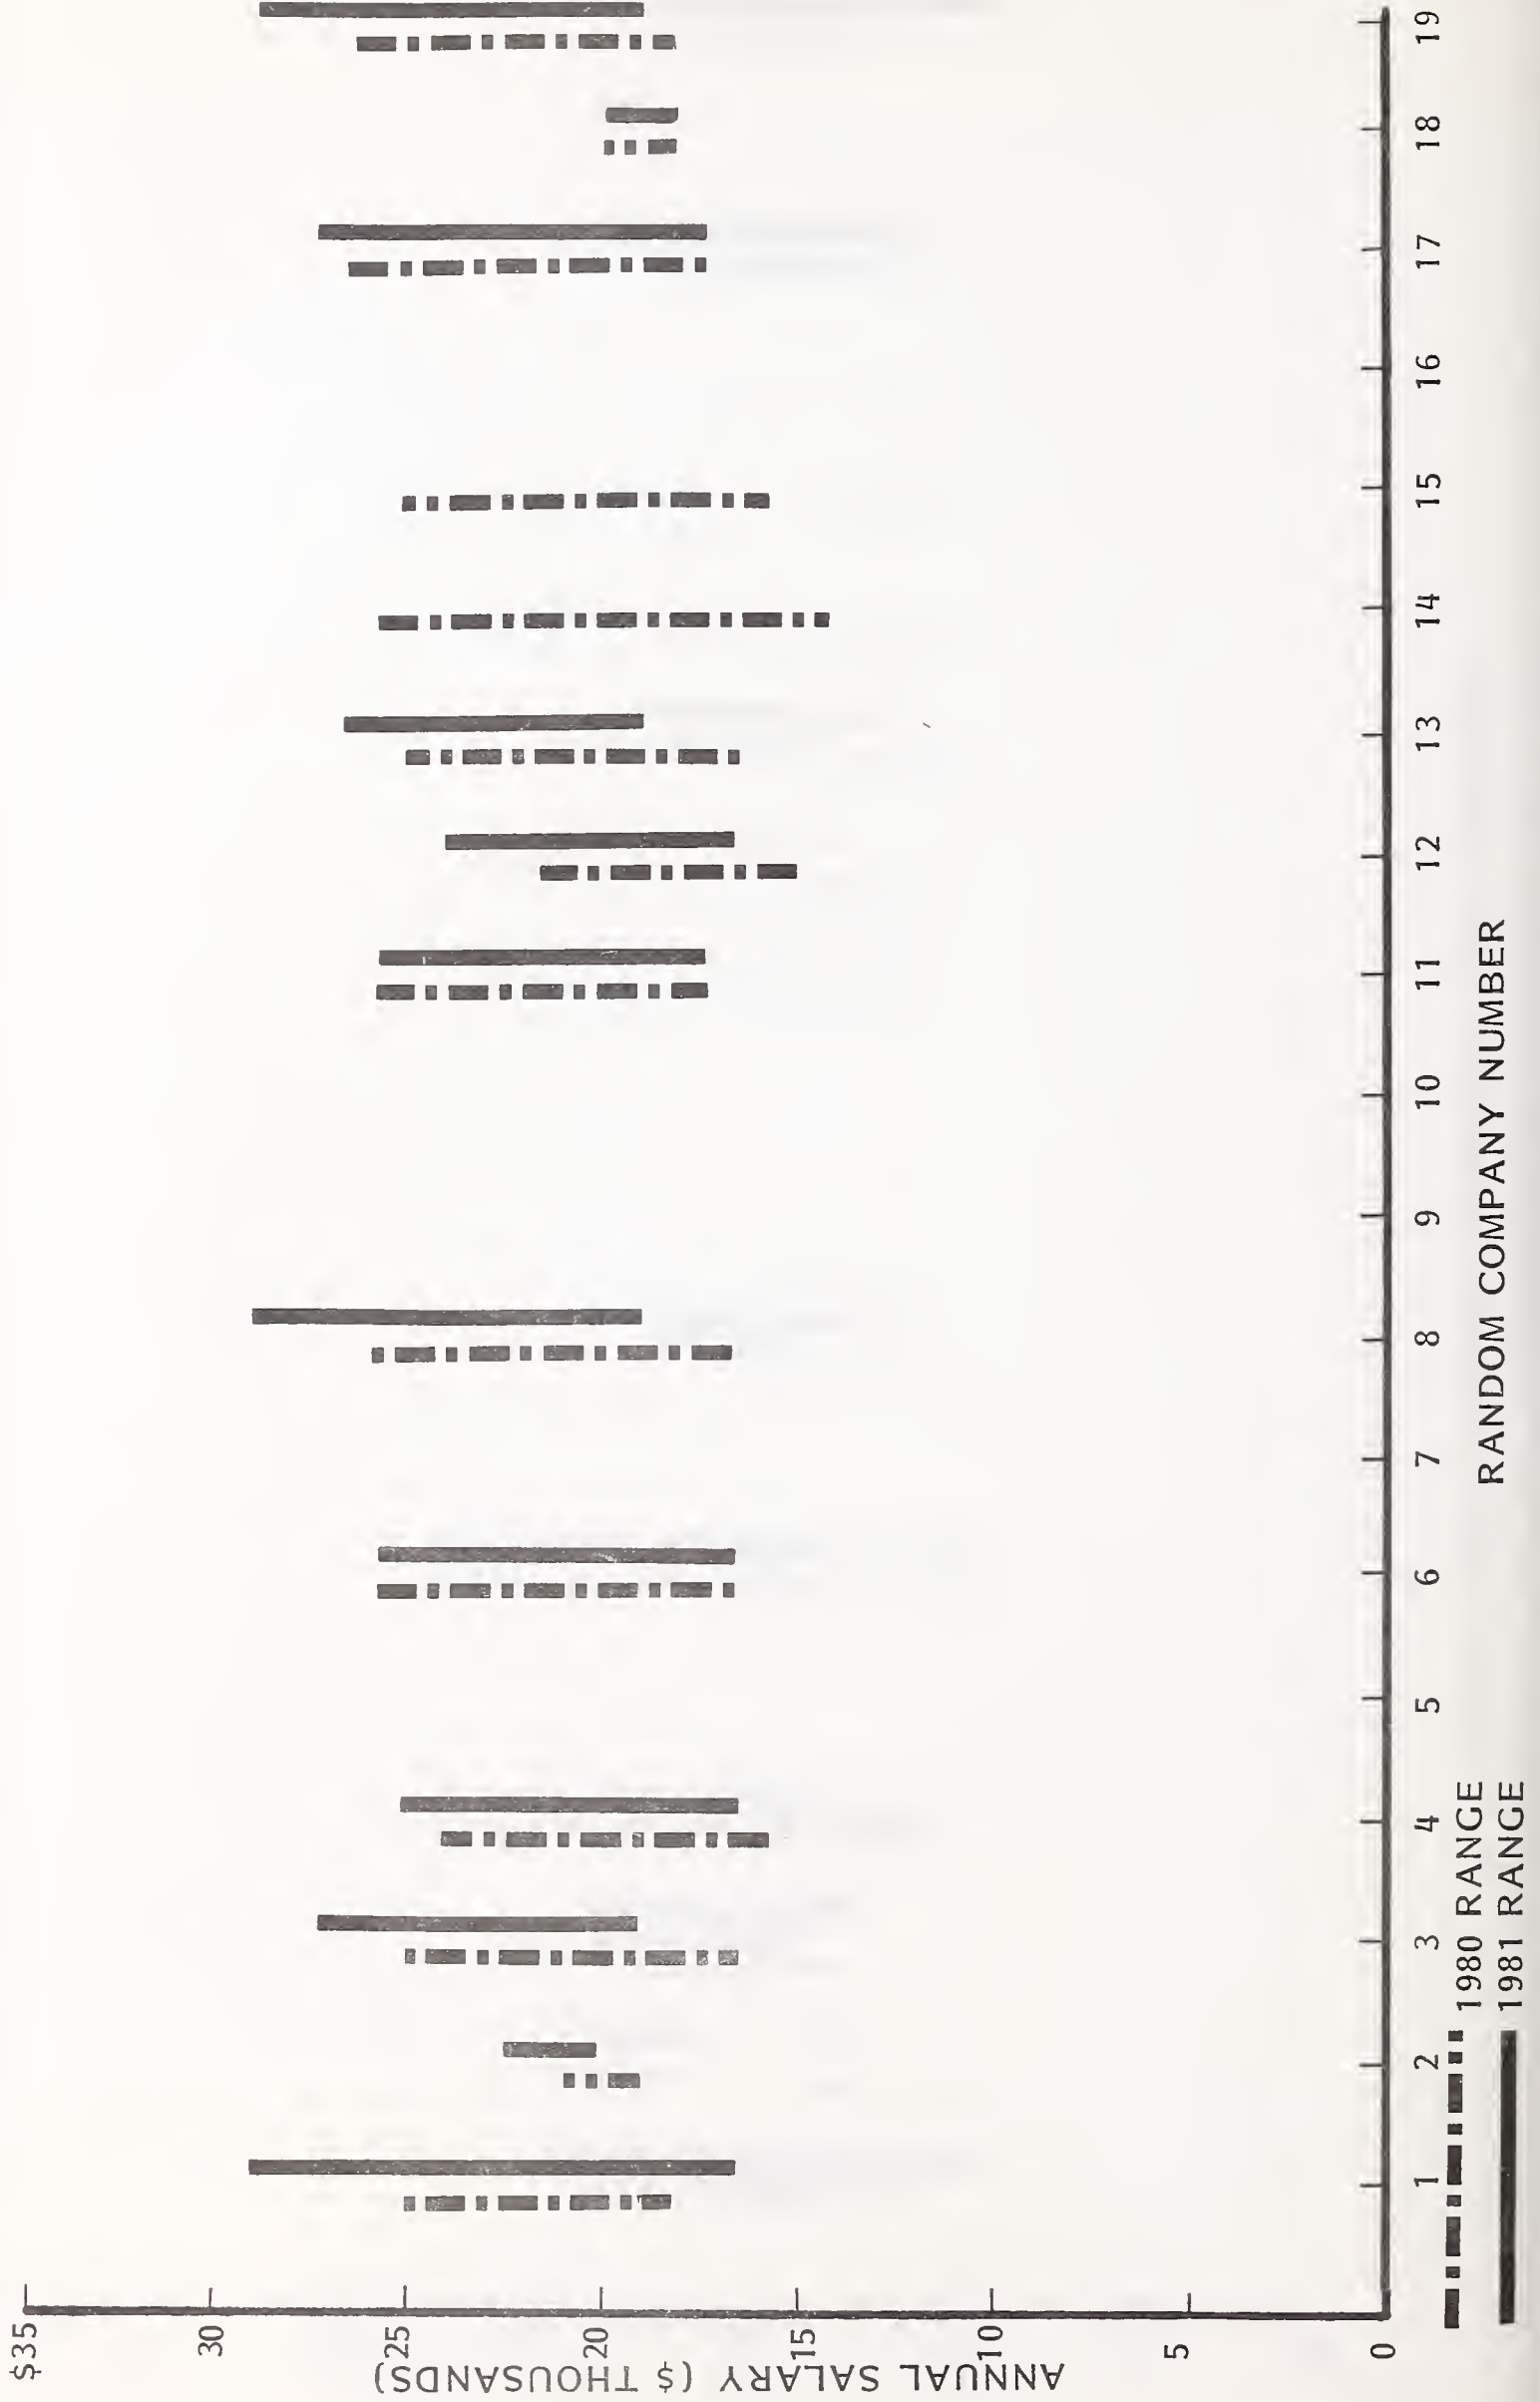 $35
30
25
20
15
10
5
0
ANNUAL SALARY ($ THOUSANDS)
1 2 3 4 5 6 7 8 9 10 11 12 13 14 15 16 17 18 19
RANDOM COMPANY NUMBER
1980 RANGE
1981 RANGE